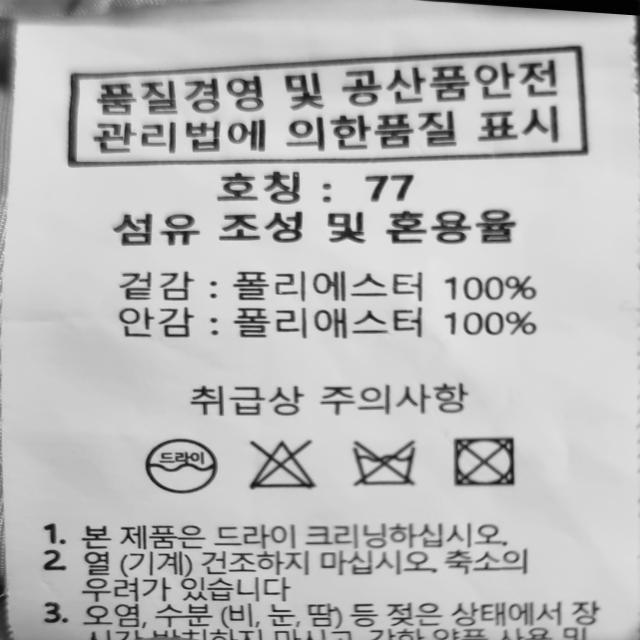 품질경영 및 공산품안전
관리법에 의한품질 표시
호칭 : 77
섬유 조성 및 혼용율
겉감 : 폴리에스터 100%
안감 : 폴리애스터 100%
취급상 주의사항
드라이
1. 본 제품은 드라이 크리닝하십시오.
2 열 (기계) 건조하지 마십시오. 축소의
우려가 있습니다
3. 오염, 수분 (비, 눈, 땀) 등 젖은 상태에서 장